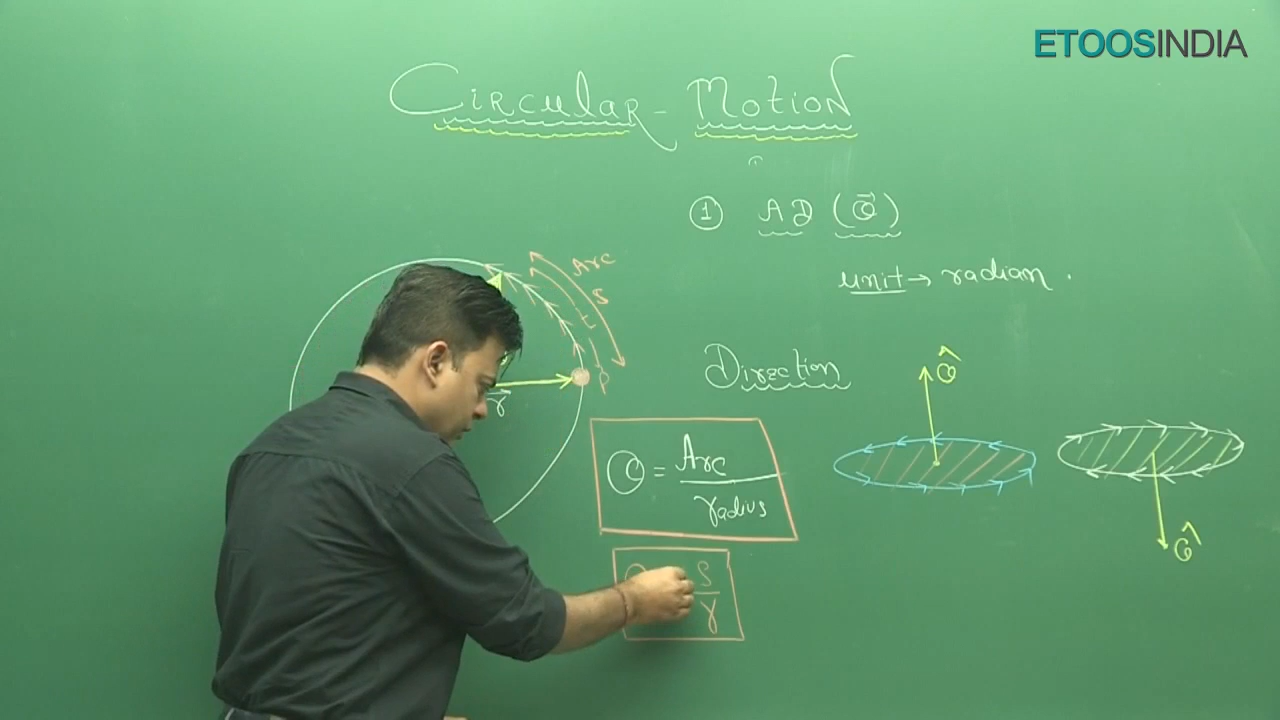 ETOOSINDIA
Circular - Motion
① AD (θ⃗)
unit → radian .
Arc
S
r⃗
P
Direction
θ̂
θ̂
θ = Arc / radius
S / r